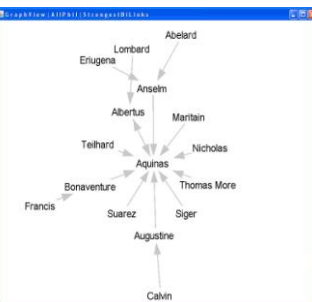 GraphView|AllPhil|StrongestBiLinks
Abelard
Lombard
Eriugena
Anselm
Albertus
Maritain
Teilhard
Nicholas
Aquinas
Bonaventure
Thomas More
Francis
Suarez
Siger
Augustine
Calvin